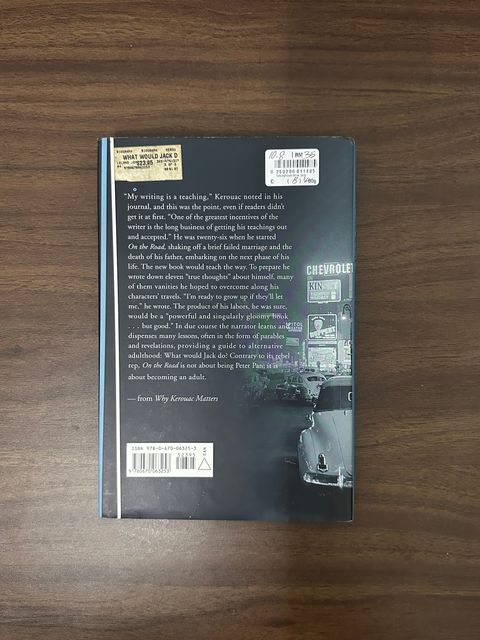 WHAT WOULD JACK D
$23.95
10.8
"My writing is a teaching," Kerouac noted in his
journal, and this was the point, even if readers didn't
get it at first. "One of the greatest incentives of the
writer is the long business of getting his teachings out
and accepted." He was twenty-six when he started
On the Road, shaking off a brief failed marriage and the
death of his father, embarking on the next phase of his
life. The new book would teach the way. To prepare he
wrote down eleven "true thoughts" about himself, many
of them vanities he hoped to overcome along his
characters' travels. "I'm ready to grow up if they'll let
me," he wrote. The product of his labors, he was sure,
would be a "powerful and singularly gloomy book
. . . but good." In due course the narrator learns and
dispenses many lessons, often in the form of parables
and revelations, providing a guide to alternative
adulthood: What would Jack do? Contrary to its rebel
rep, On the Road is not about being Peter Pan; it is
about becoming an adult.
— from Why Kerouac Matters
CHEVROLET
ISBN 978-0-670-06325-3
52395
EAN
9 780670 063253